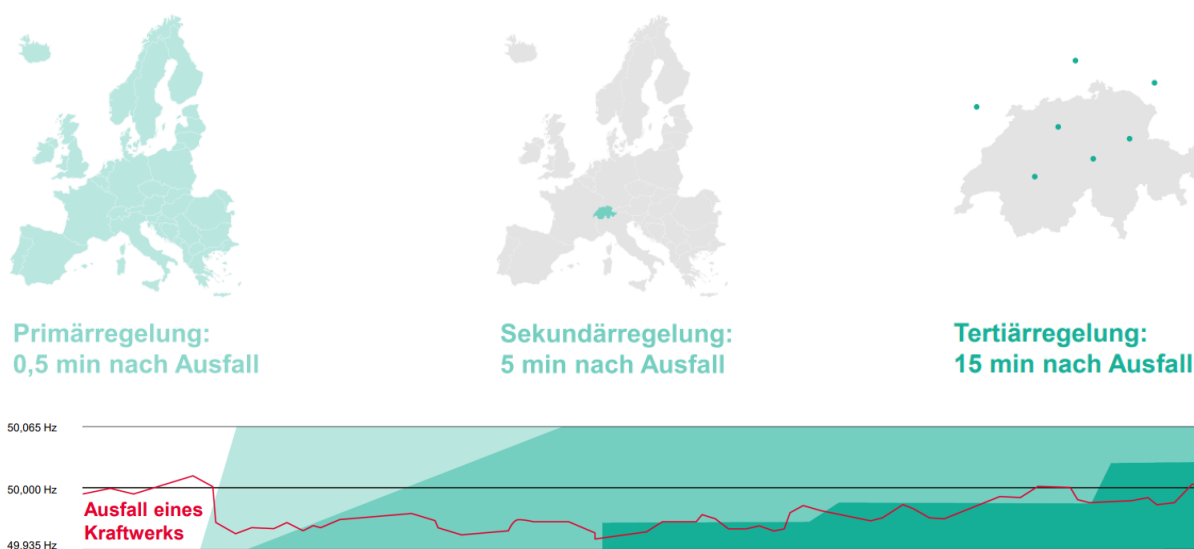 Primärregelung:
0,5 min nach Ausfall
Sekundärregelung:
5 min nach Ausfall
Tertiärregelung:
15 min nach Ausfall
50,065 Hz
50,000 Hz
Ausfall eines
Kraftwerks
49.935 Hz